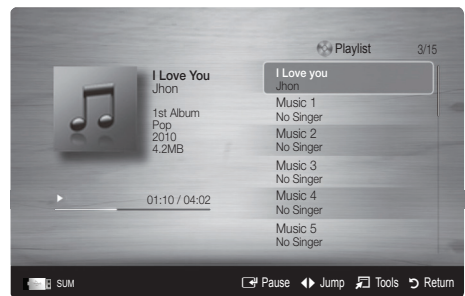 Playlist 3/15
I Love You
Jhon
1st Album
Pop
2010
4.2MB
01:10 / 04:02
I Love you
Jhon
Music 1
No Singer
Music 2
No Singer
Music 3
No Singer
Music 4
No Singer
Music 5
No Singer
SUM
Pause Jump Tools Return